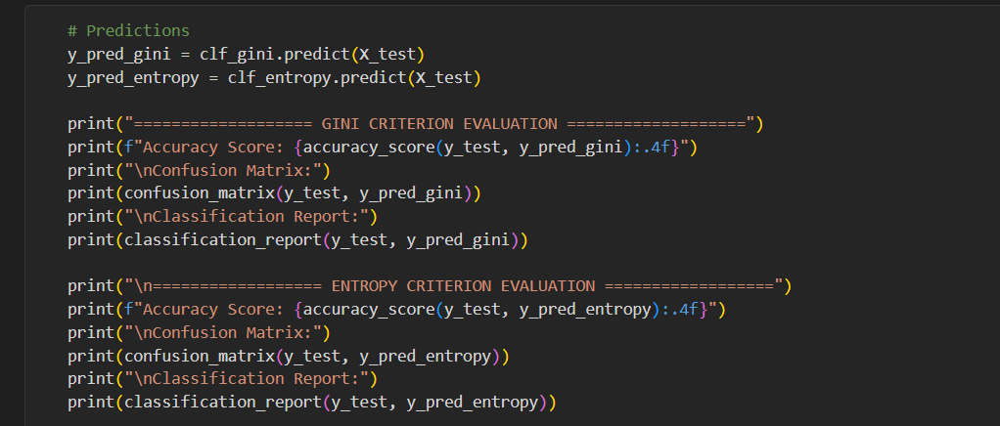 # Predictions
y_pred_gini = clf_gini.predict(X_test)
y_pred_entropy = clf_entropy.predict(X_test)
print("=================== GINI CRITERION EVALUATION ===================")
print(f"Accuracy Score: {accuracy_score(y_test, y_pred_gini):.4f}")
print("\nConfusion Matrix:")
print(confusion_matrix(y_test, y_pred_gini))
print("\nClassification Report:")
print(classification_report(y_test, y_pred_gini))
print("\n================== ENTROPY CRITERION EVALUATION ==================")
print(f"Accuracy Score: {accuracy_score(y_test, y_pred_entropy):.4f}")
print("\nConfusion Matrix:")
print(confusion_matrix(y_test, y_pred_entropy))
print("\nClassification Report:")
print(classification_report(y_test, y_pred_entropy))